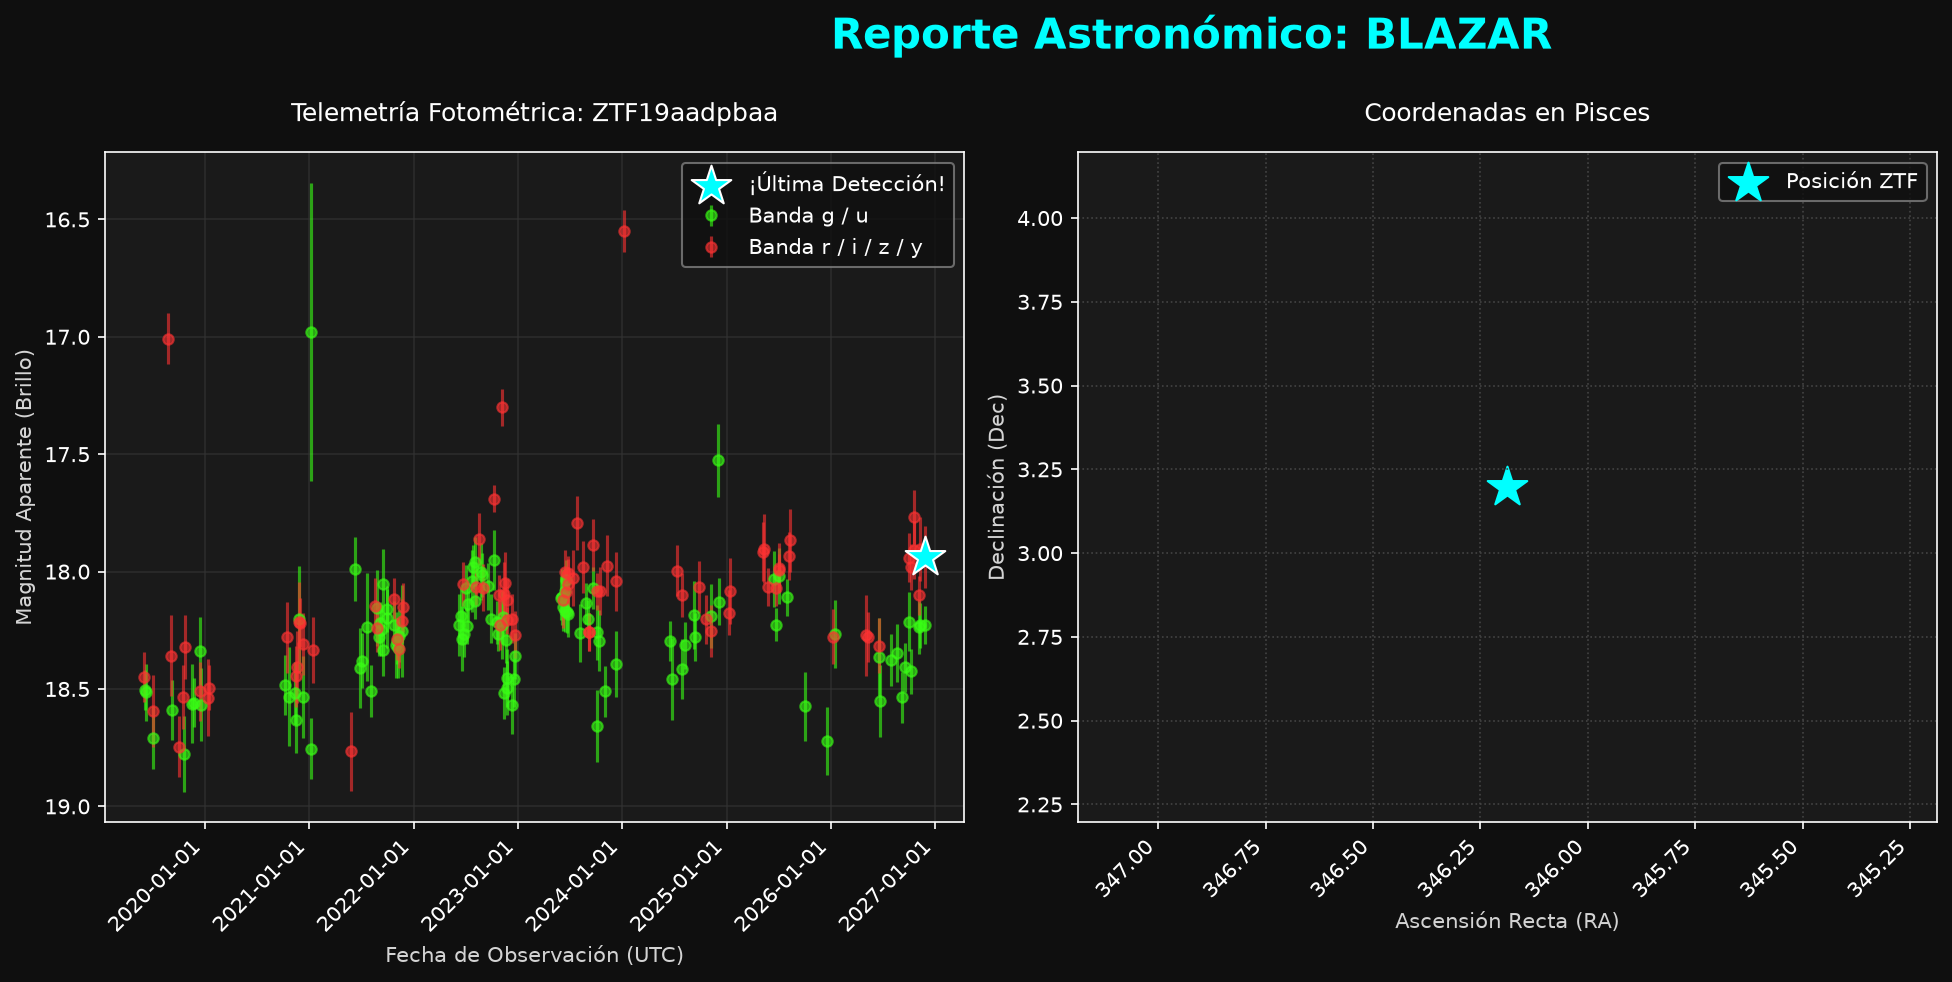 Reporte Astronómico: BLAZAR
Telemetría Fotométrica: ZTF19aadpbaa
Magnitud Aparente (Brillo)
16.5
17.0
17.5
18.0
18.5
19.0
¡Última Detección!
Banda g / u
Banda r / i / z / y
2020-01-01
2021-01-01
2022-01-01
2023-01-01
2024-01-01
2025-01-01
2026-01-01
2027-01-01
Fecha de Observación (UTC)
Coordenadas en Pisces
Declinación (Dec)
4.00
3.75
3.50
3.25
3.00
2.75
2.50
2.25
Posición ZTF
347.00
346.75
346.50
346.25
346.00
345.75
345.50
345.25
Ascensión Recta (RA)